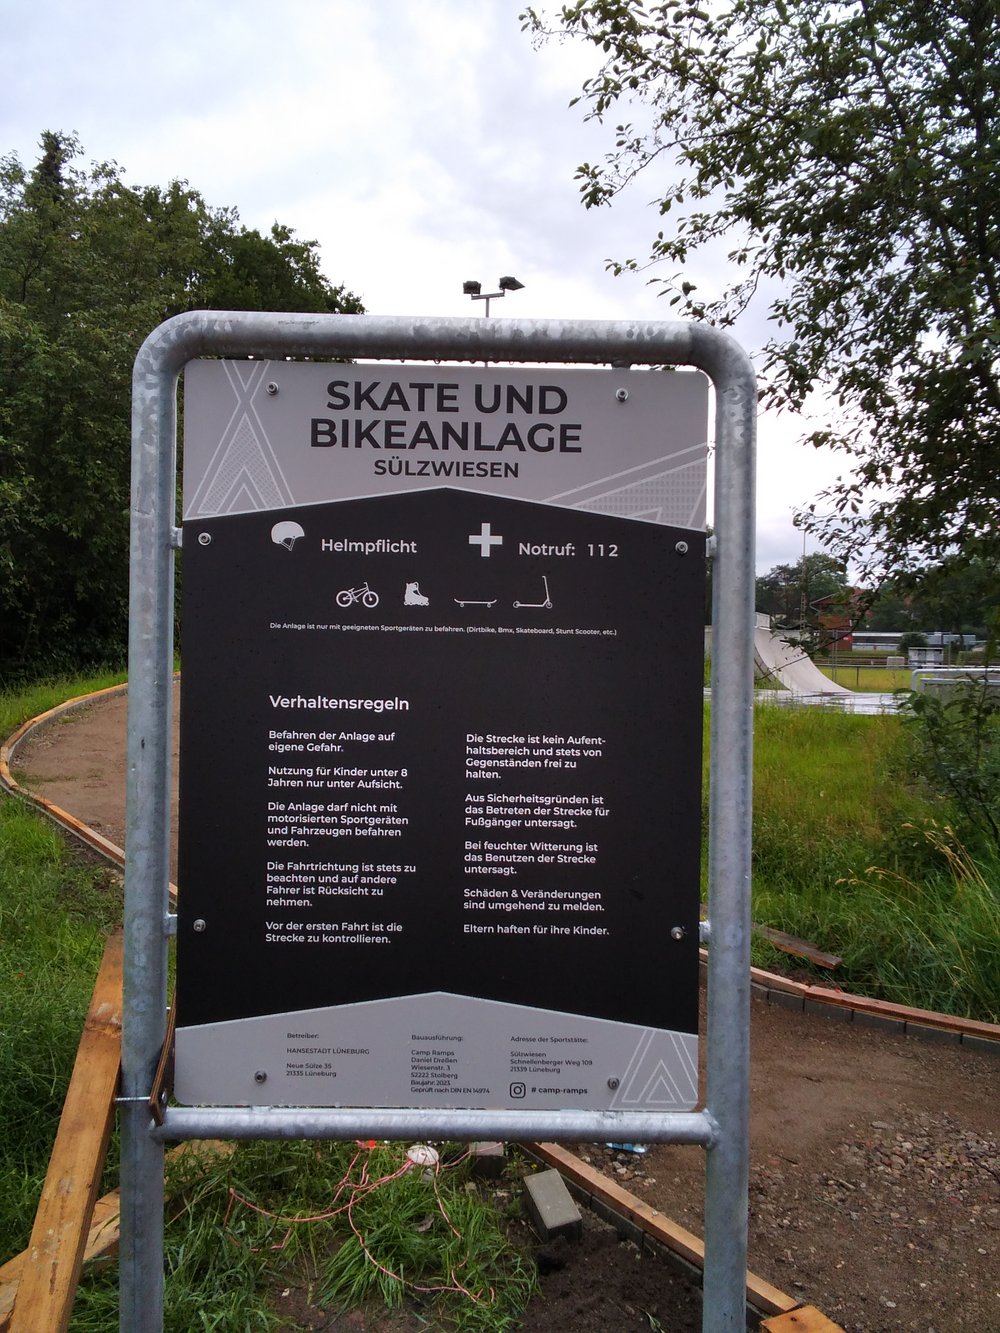 SKATE UND
BIKEANLAGE
SÜLZWIESEN
Helmpflicht
Notruf: 112
Die Anlage ist nur mit geeigneten Sportgeräten zu befahren. (Dirtbike, Bmx, Skateboard, Stunt Scooter, etc.)
Verhaltensregeln
Befahren der Anlage auf
eigene Gefahr.
Nutzung für Kinder unter 8
Jahren nur unter Aufsicht.
Die Anlage darf nicht mit
motorisierten Sportgeräten
und Fahrzeugen befahren
werden.
Die Fahrtrichtung ist stets zu
beachten und auf andere
Fahrer ist Rücksicht zu
nehmen.
Vor der ersten Fahrt ist die
Strecke zu kontrollieren.
Die Strecke ist kein Aufent-
haltsbereich und stets von
Gegenständen frei zu
halten.
Aus Sicherheitsgründen ist
das Betreten der Strecke für
Fußgänger untersagt.
Bei feuchter Witterung ist
das Benutzen der Strecke
untersagt.
Schäden & Veränderungen
sind umgehend zu melden.
Eltern haften für ihre Kinder.
Betreiber:
HANSESTADT LÜNEBURG
Neue Sülze 35
21335 Lüneburg
Bauausführung:
Camp Ramps
Daniel Dreßen
Wiesenstr. 3
52222 Stolberg
Baujahr: 2023
Geprüft nach DIN EN 14974
Adresse der Sportstätte:
Sülzwiesen
Schnellenberger Weg 109
21339 Lüneburg
# camp-ramps